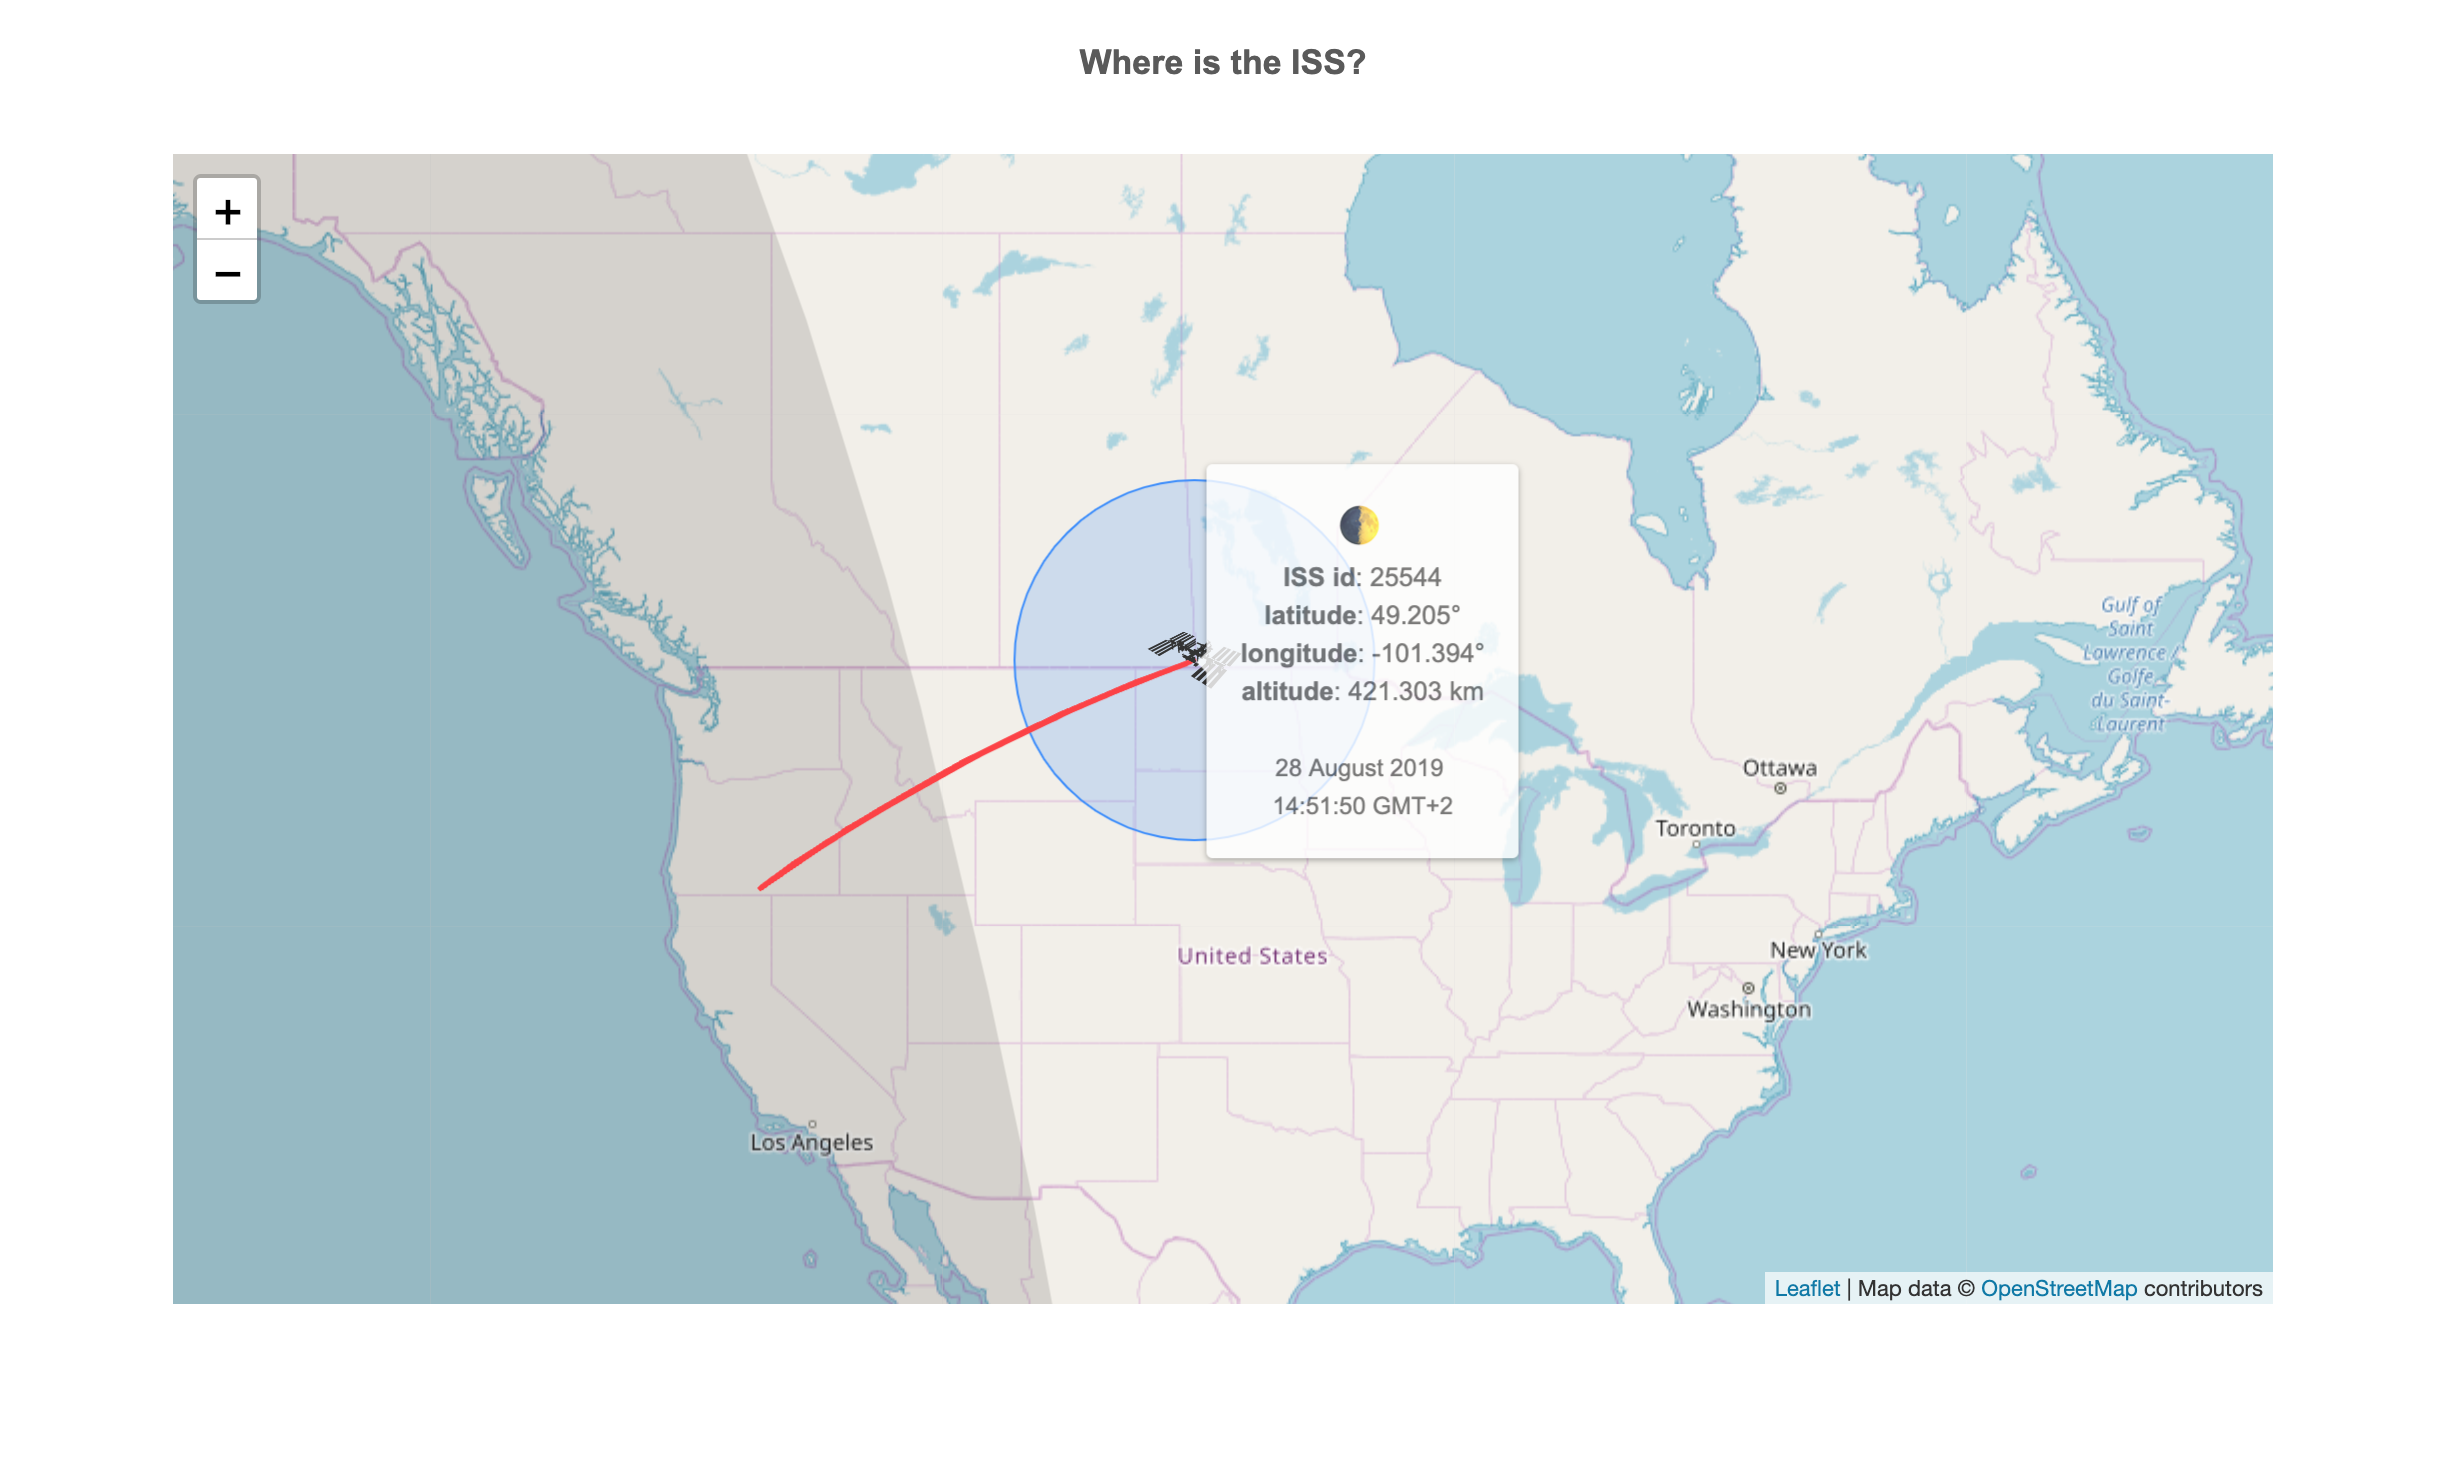 Where is the ISS?
+
−
ISS id: 25544
latitude: 49.205°
longitude: -101.394°
altitude: 421.303 km
28 August 2019
14:51:50 GMT+2
Gulf of
Saint
Lawrence /
Golfe
du Saint-
Laurent
Ottawa
Toronto
New York
United States
Washington
Los Angeles
Leaflet | Map data © OpenStreetMap contributors